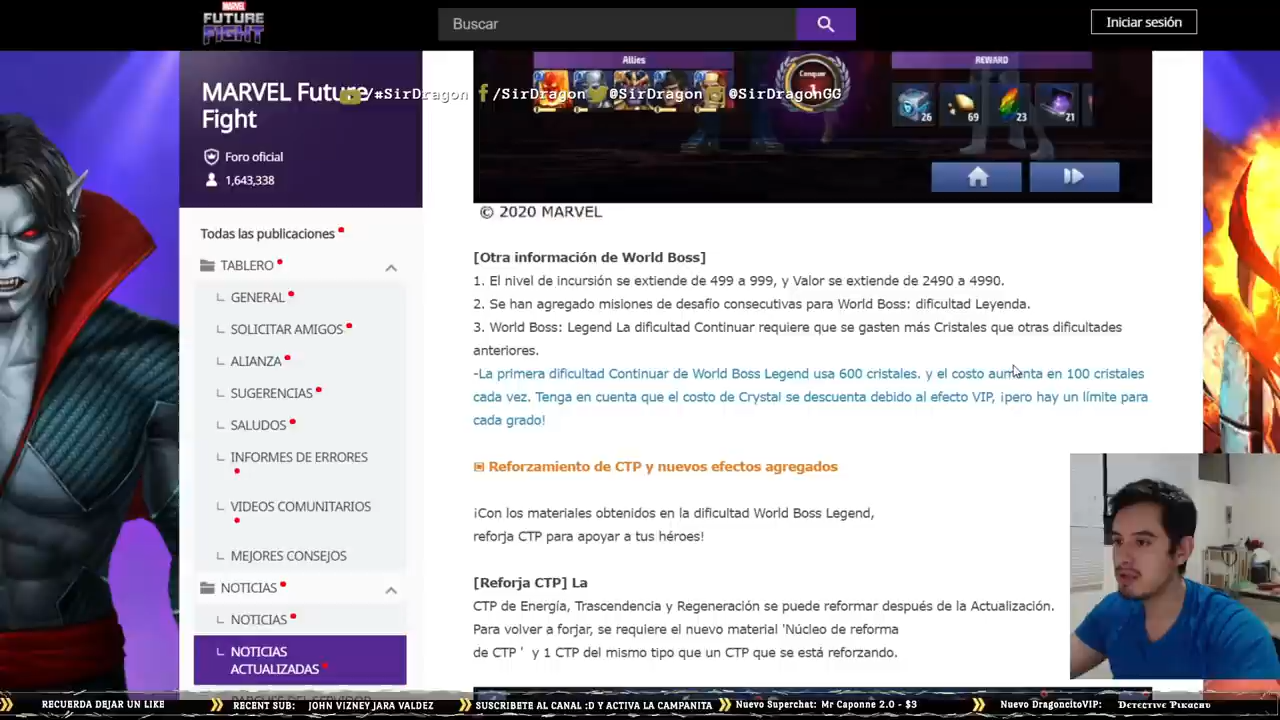 MARVEL
FUTURE
FIGHT
Buscar
Iniciar sesión
MARVEL Future
Fight
Foro oficial
1,643,338
Todas las publicaciones
TABLERO
GENERAL
SOLICITAR AMIGOS
ALIANZA
SUGERENCIAS
SALUDOS
INFORMES DE ERRORES
VIDEOS COMUNITARIOS
MEJORES CONSEJOS
NOTICIAS
NOTICIAS
NOTICIAS
ACTUALIZADAS
Allies
Conquer
REWARD
26
69
23
21
/#SirDragon
/SirDragon
@SirDragon
@SirDragonGG
© 2020 MARVEL
[Otra información de World Boss]
1. El nivel de incursión se extiende de 499 a 999, y Valor se extiende de 2490 a 4990.
2. Se han agregado misiones de desafío consecutivas para World Boss: dificultad Leyenda.
3. World Boss: Legend La dificultad Continuar requiere que se gasten más Cristales que otras dificultades
anteriores.
-La primera dificultad Continuar de World Boss Legend usa 600 cristales. y el costo aumenta en 100 cristales
cada vez. Tenga en cuenta que el costo de Crystal se descuenta debido al efecto VIP, ¡pero hay un límite para
cada grado!
▣ Reforzamiento de CTP y nuevos efectos agregados
¡Con los materiales obtenidos en la dificultad World Boss Legend,
reforja CTP para apoyar a tus héroes!
[Reforja CTP] La
CTP de Energía, Trascendencia y Regeneración se puede reformar después de la Actualización.
Para volver a forjar, se requiere el nuevo material 'Núcleo de reforma
de CTP ' y 1 CTP del mismo tipo que un CTP que se está reforzando.
RECUERDA DEJAR UN LIKE
RECENT SUB: JOHN VIZNEY JARA VALDEZ
SUSCRIBETE AL CANAL :D Y ACTIVA LA CAMPANITA
Nuevo Superchat: Mr Caponne 2.0 - $3
Nuevo DragoncitoVIP: Detective Pikachu